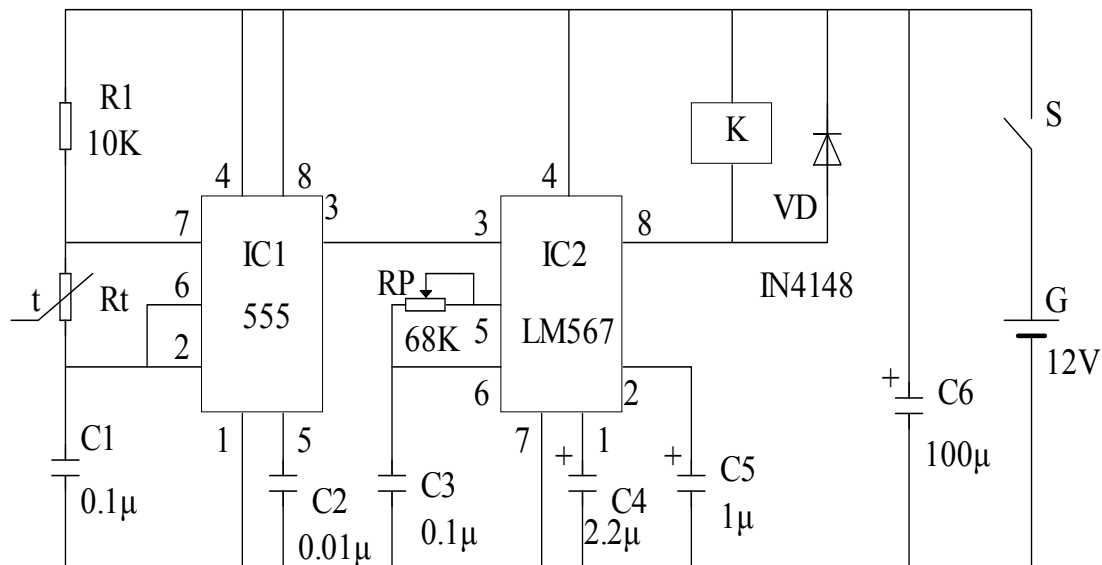 R1
10K
4
8
3
7
IC1
6
555
2
t
Rt
1
5
C1
0.1μ
C2
0.01μ
4
3
8
IC2
RP
5
68K
LM567
6
2
7
1
+
+
C3
0.1μ
C4
2.2μ
C5
1μ
K
VD
IN4148
S
G
12V
+
C6
100μ